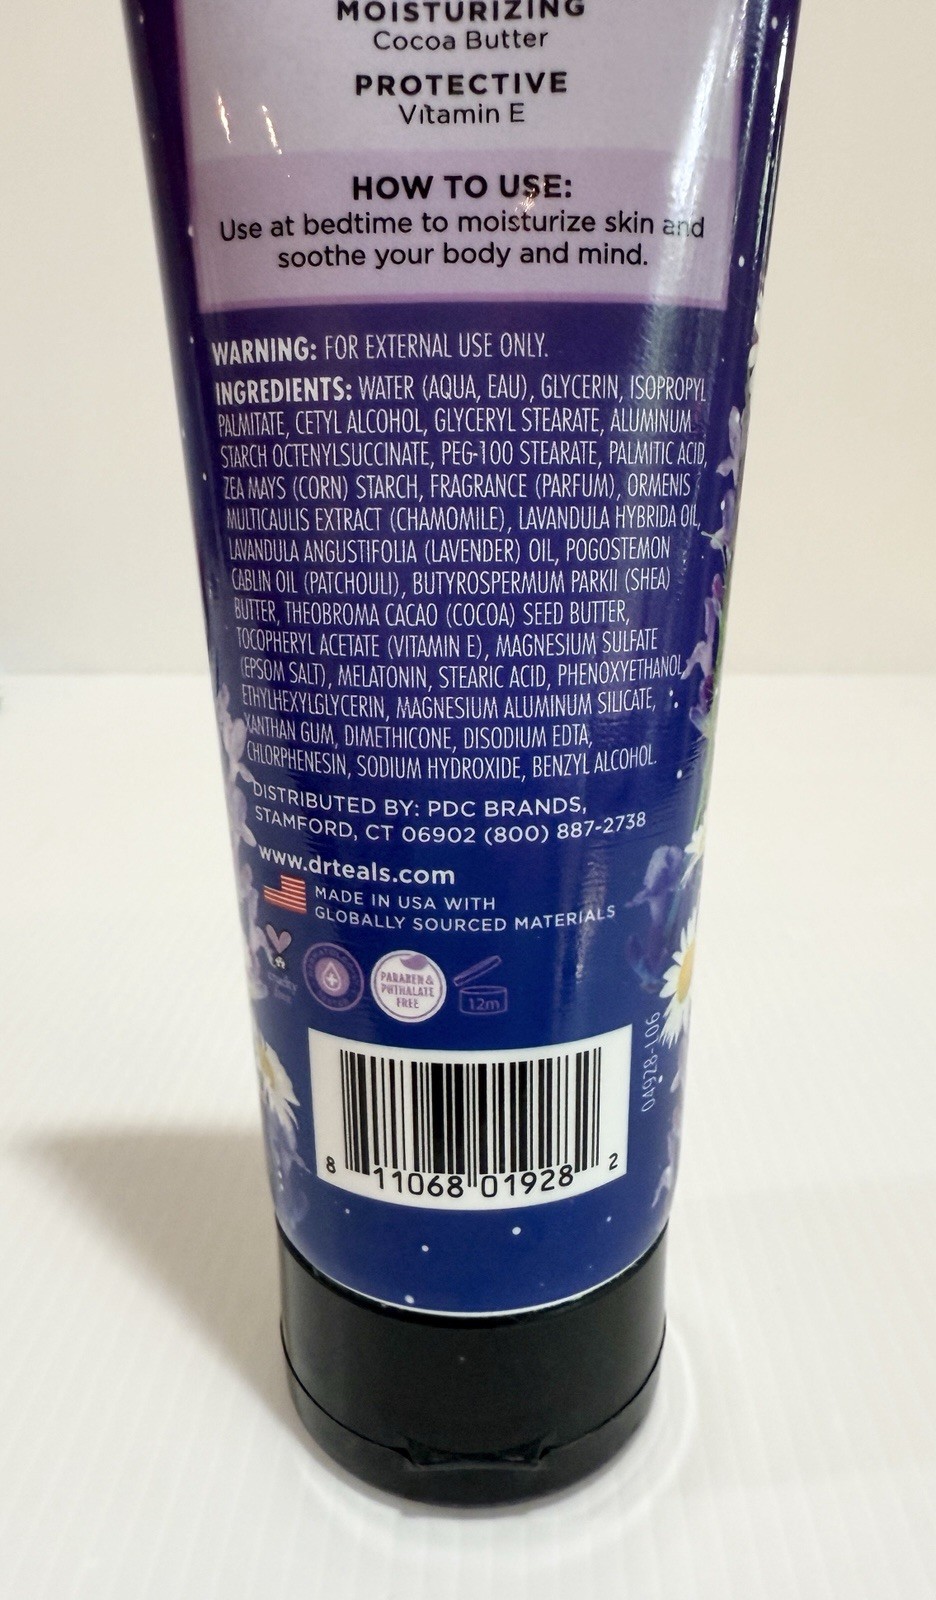 MOISTURIZING
Cocoa Butter
PROTECTIVE
Vitamin E
HOW TO USE:
Use at bedtime to moisturize skin and
soothe your body and mind.
WARNING: FOR EXTERNAL USE ONLY.
INGREDIENTS: WATER (AQUA, EAU), GLYCERIN, ISOPROPYL
PALMITATE, CETYL ALCOHOL, GLYCERYL STEARATE, ALUMINUM
STARCH OCTENYLSUCCINATE, PEG-100 STEARATE, PALMITIC ACID,
ZEA MAYS (CORN) STARCH, FRAGRANCE (PARFUM), ORMENIS
MULTICAULIS EXTRACT (CHAMOMILE), LAVANDULA HYBRIDA OIL,
LAVANDULA ANGUSTIFOLIA (LAVENDER) OIL, POGOSTEMON
CABLIN OIL (PATCHOULI), BUTYROSPERMUM PARKII (SHEA)
BUTTER, THEOBROMA CACAO (COCOA) SEED BUTTER,
TOCOPHERYL ACETATE (VITAMIN E), MAGNESIUM SULFATE
(EPSOM SALT), MELATONIN, STEARIC ACID, PHENOXYETHANOL,
ETHYLHEXYLGLYCERIN, MAGNESIUM ALUMINUM SILICATE,
XANTHAN GUM, DIMETHICONE, DISODIUM EDTA,
CHLORPHENESIN, SODIUM HYDROXIDE, BENZYL ALCOHOL.
DISTRIBUTED BY: PDC BRANDS,
STAMFORD, CT 06902 (800) 887-2738
www.drteals.com
MADE IN USA WITH
GLOBALLY SOURCED MATERIALS
PARABEN &
PHTHALATE
FREE
12m
04928-L06
8 11068 01928 2